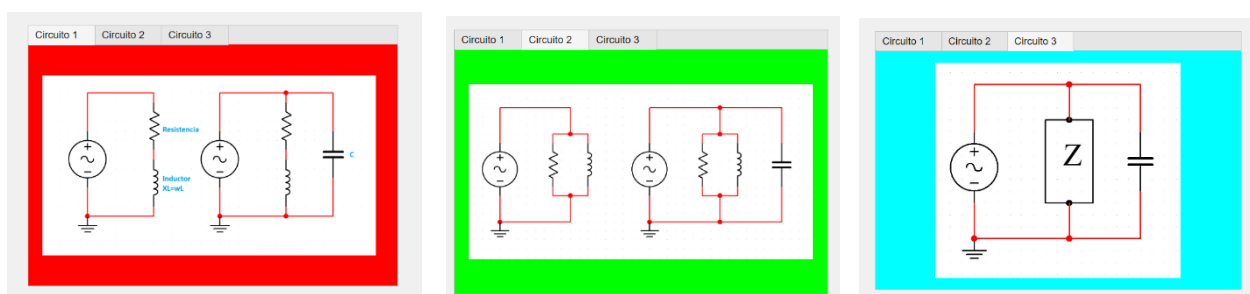 Circuito 1 Circuito 2 Circuito 3
Resistencia
Inductor
XL=wL
C
Circuito 1 Circuito 2 Circuito 3
Circuito 1 Circuito 2 Circuito 3
Z